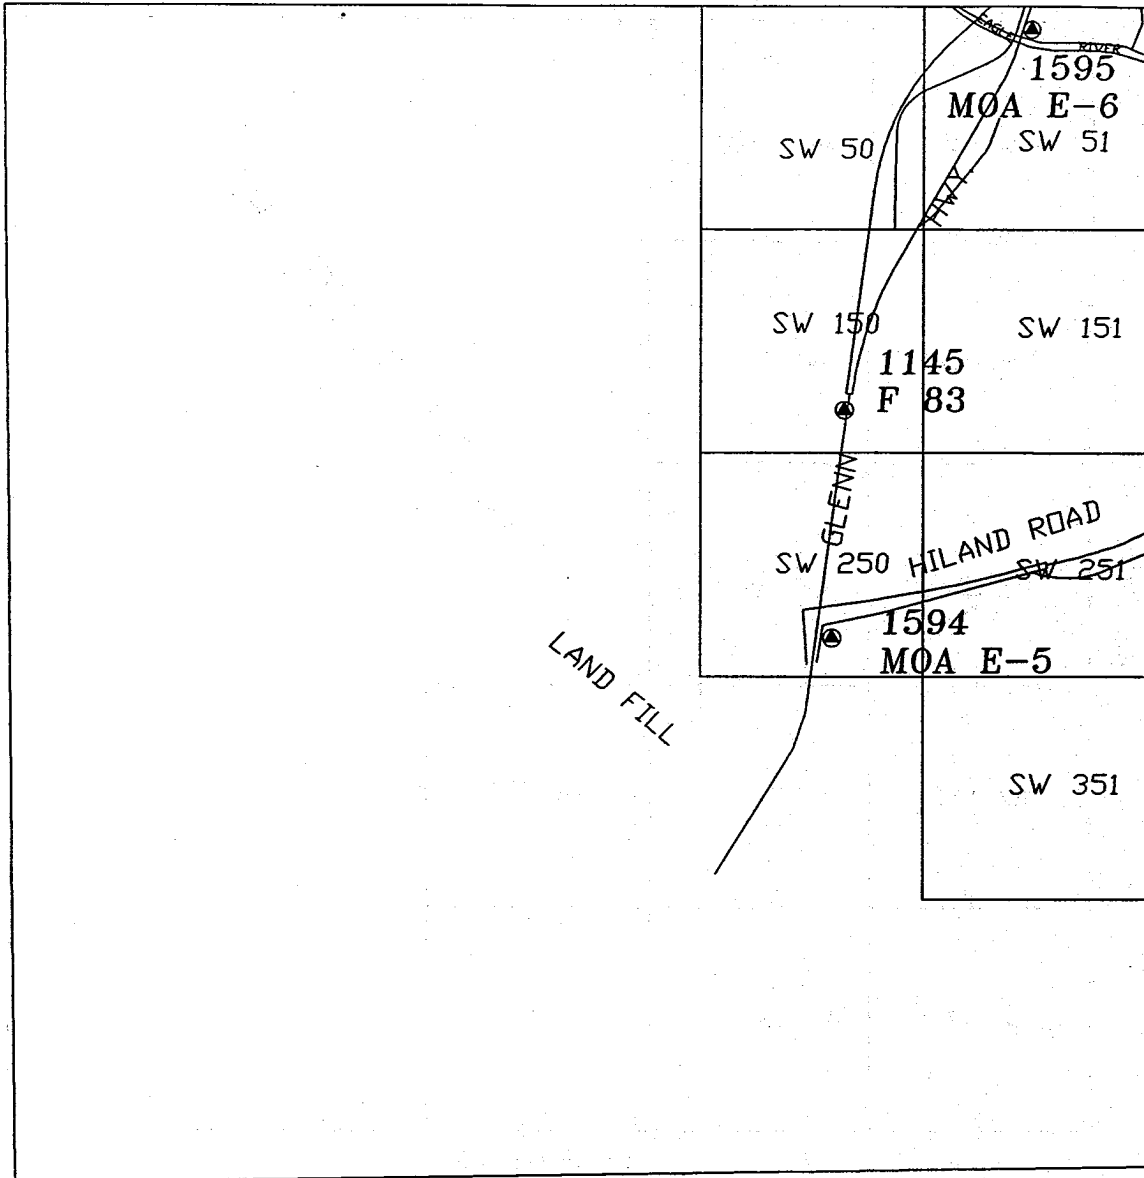 EAGLE RIVER
1595
MOA E-6
SW 50
SW 51
HWY.
HWY.
SW 150
SW 151
1145
F 83
GLENN
HILAND ROAD
SW 250
SW 251
1594
MOA E-5
LAND FILL
SW 351